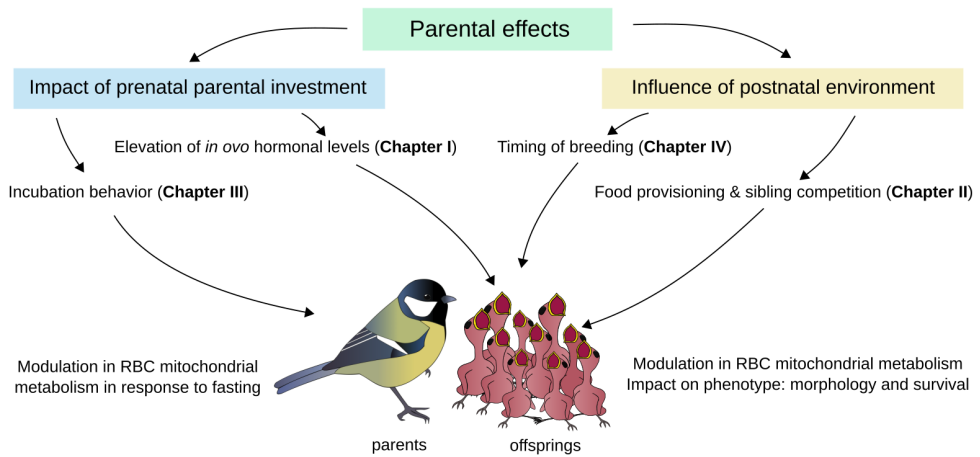 Parental effects
Impact of prenatal parental investment
Influence of postnatal environment
Elevation of in ovo hormonal levels (Chapter I)
Timing of breeding (Chapter IV)
Incubation behavior (Chapter III)
Food provisioning & sibling competition (Chapter II)
Modulation in RBC mitochondrial
metabolism in response to fasting
Modulation in RBC mitochondrial metabolism
Impact on phenotype: morphology and survival
parents
offsprings